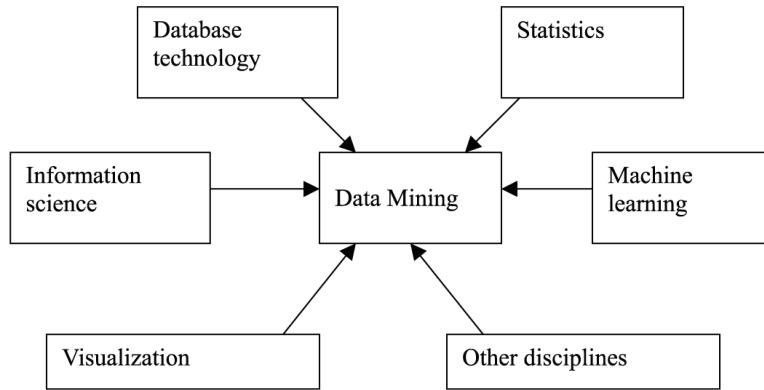 Database
technology
Statistics
Information
science
Data Mining
Machine
learning
Visualization
Other disciplines